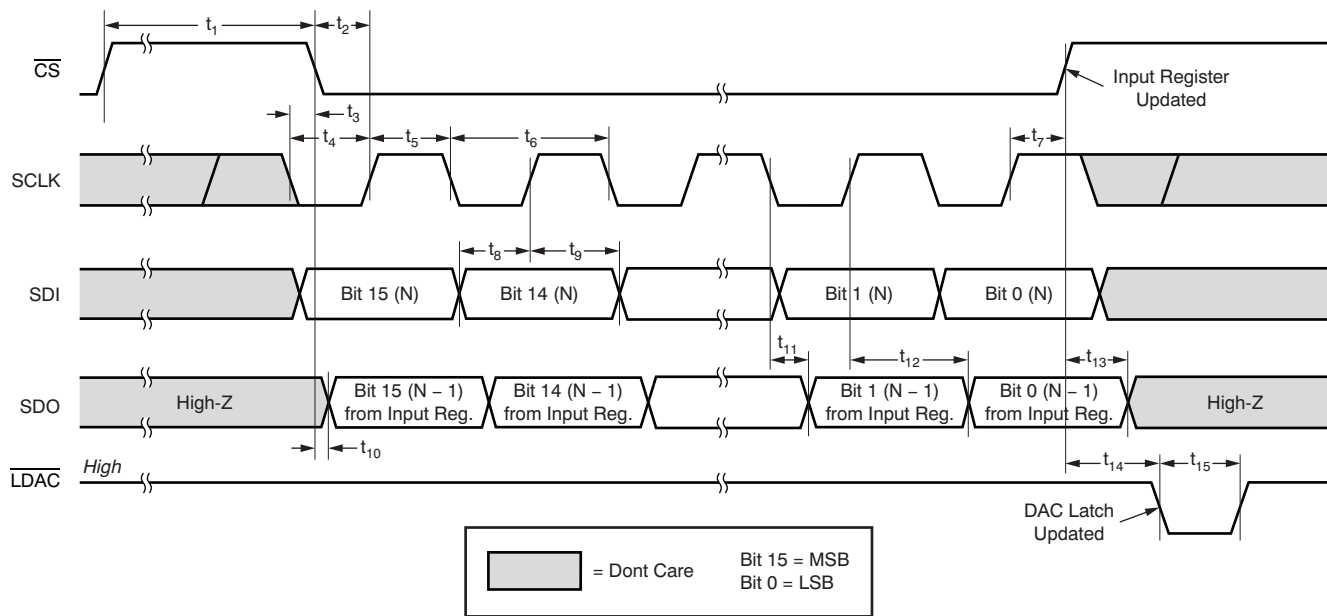 t1
t2
CS
Input Register
Updated
t3
t4
t5
t6
t7
SCLK
t8
t9
SDI
Bit 15 (N)
Bit 14 (N)
Bit 1 (N)
Bit 0 (N)
t11
t12
t13
SDO
High-Z
Bit 15 (N – 1)
from Input Reg.
Bit 14 (N – 1)
from Input Reg.
Bit 1 (N – 1)
from Input Reg.
Bit 0 (N – 1)
from Input Reg.
High-Z
t10
LDAC
High
t14
t15
DAC Latch
Updated
= Dont Care
Bit 15 = MSB
Bit 0 = LSB